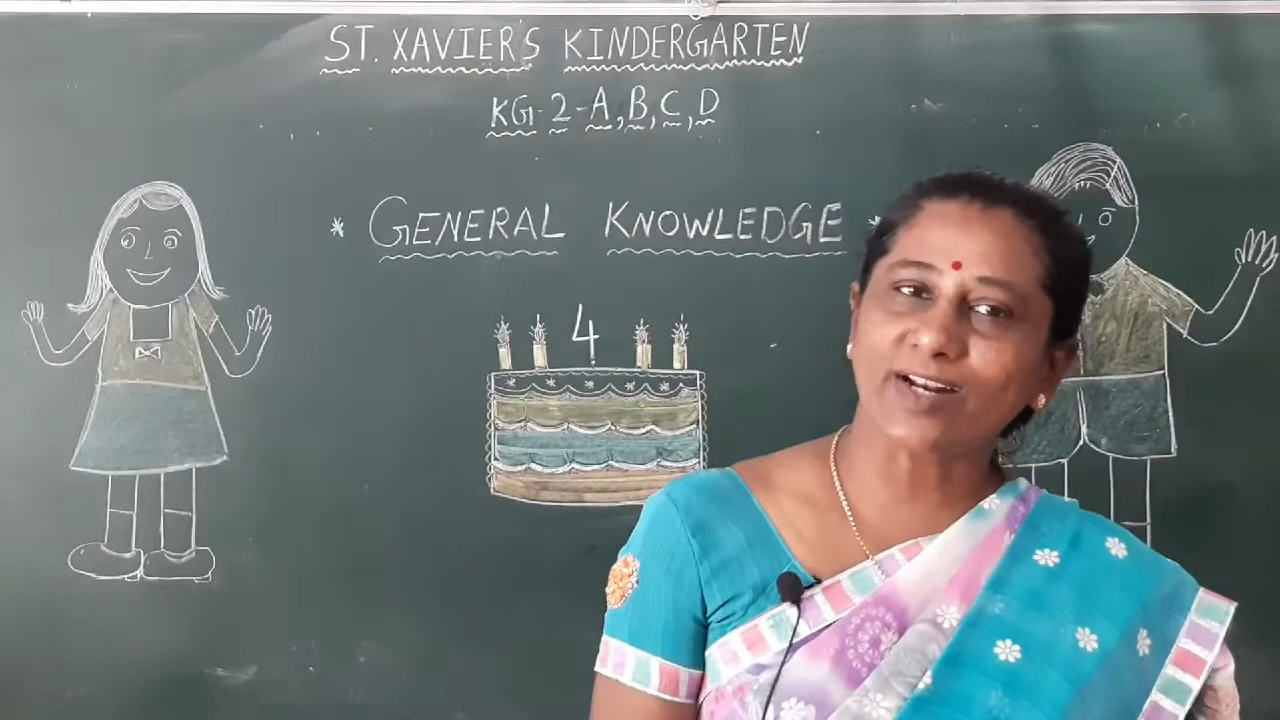 ST. XAVIER'S KINDERGARTEN
KG-2-A,B,C,D
* GENERAL KNOWLEDGE *
4